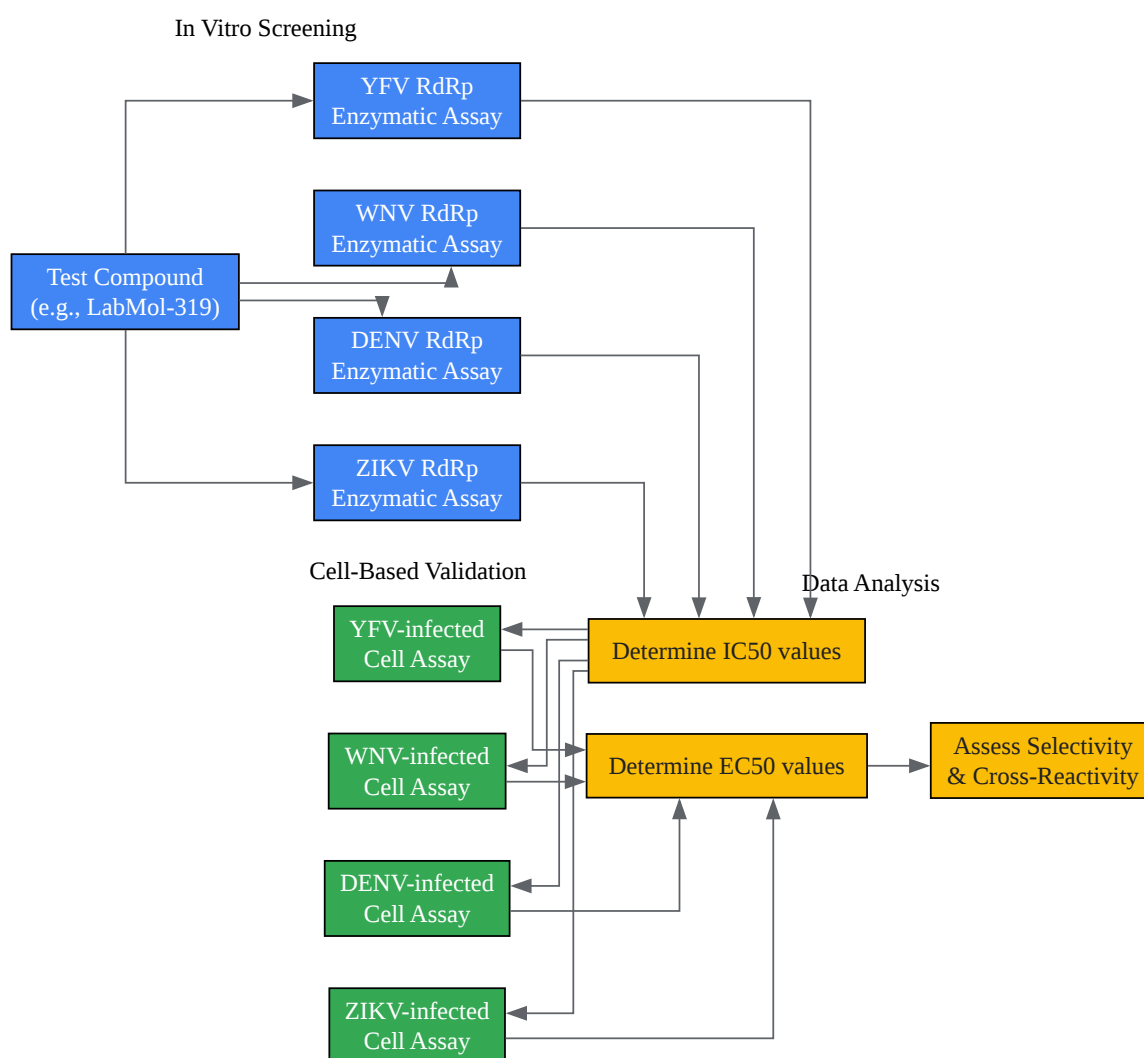 In Vitro Screening
YFV RdRp
Enzymatic Assay
WNV RdRp
Enzymatic Assay
Test Compound
(e.g., LabMol-319)
DENV RdRp
Enzymatic Assay
ZIKV RdRp
Enzymatic Assay
Cell-Based Validation
Data Analysis
YFV-infected
Cell Assay
Determine IC50 values
WNV-infected
Cell Assay
Determine EC50 values
Assess Selectivity
& Cross-Reactivity
DENV-infected
Cell Assay
ZIKV-infected
Cell Assay